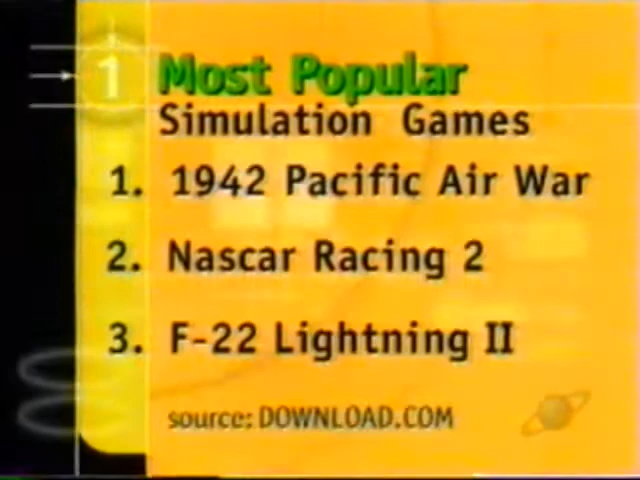 1 Most Popular
Simulation Games
1. 1942 Pacific Air War
2. Nascar Racing 2
3. F-22 Lightning II
source: DOWNLOAD.COM